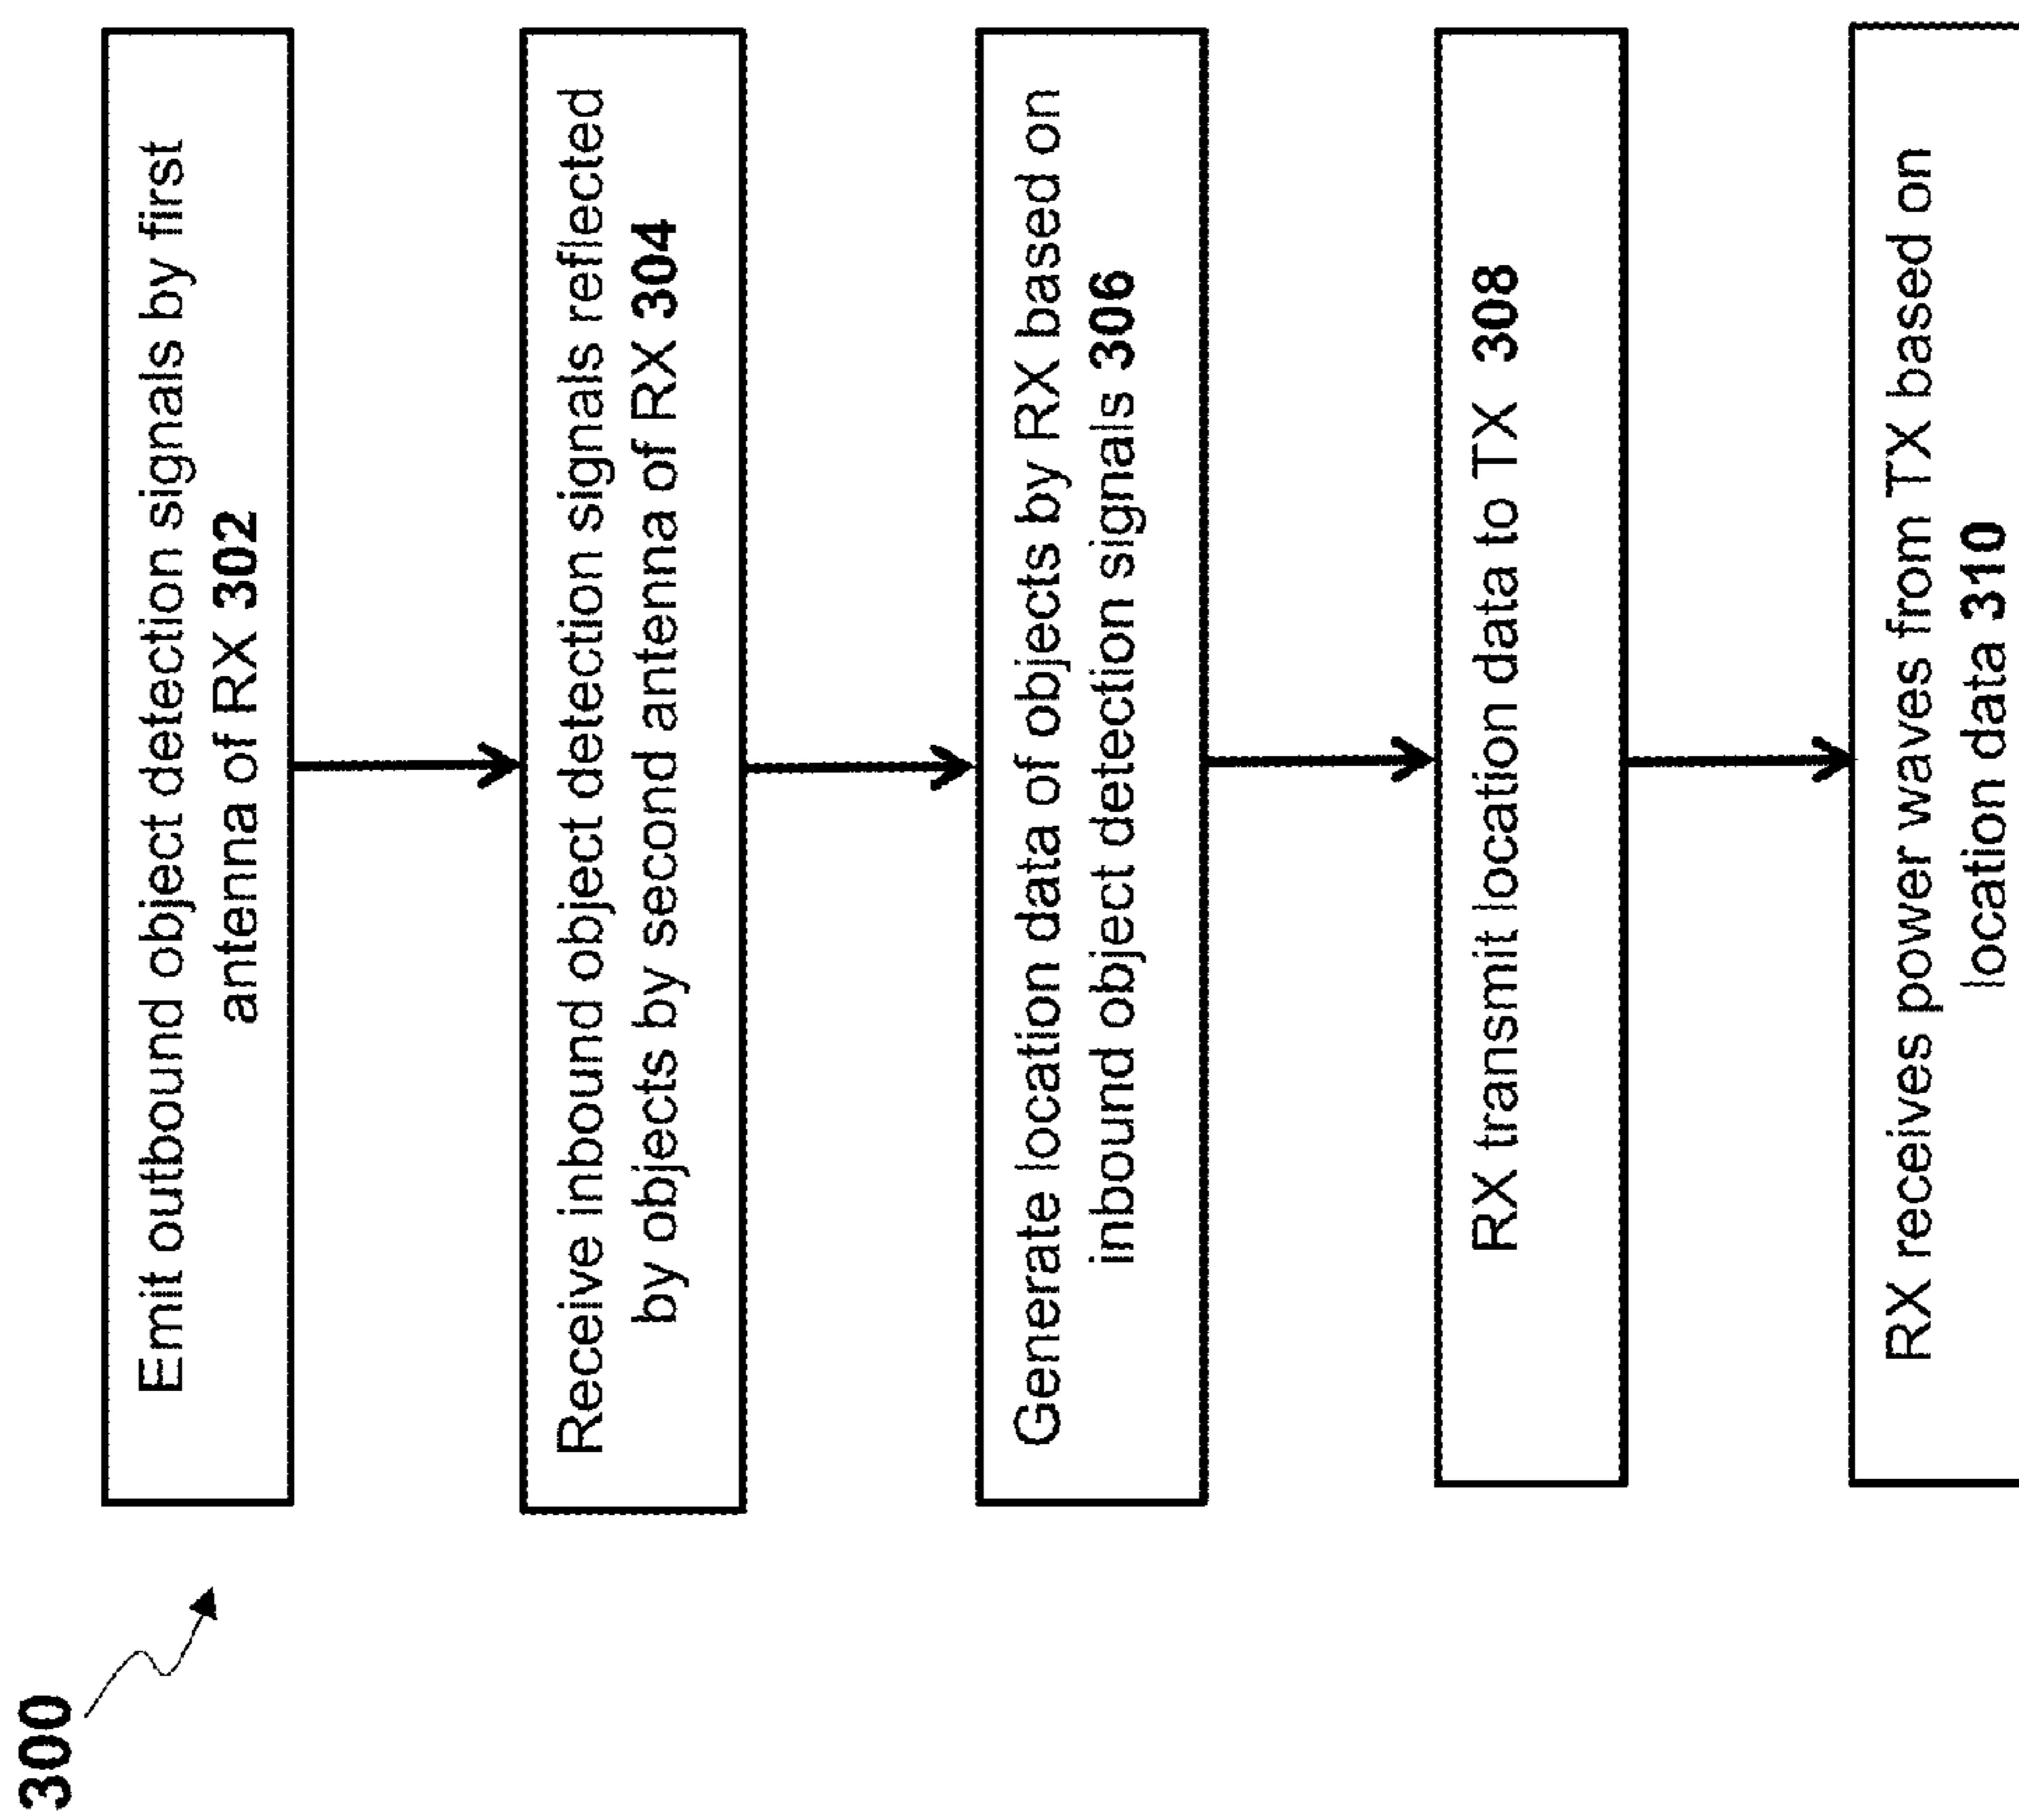 300
Emit outbound object detection signals by first
antenna of RX 302
Receive inbound object detection signals reflected
by objects by second antenna of RX 304
Generate location data of objects by RX based on
inbound object detection signals 306
RX transmit location data to TX 308
RX receives power waves from TX based on
location data 310